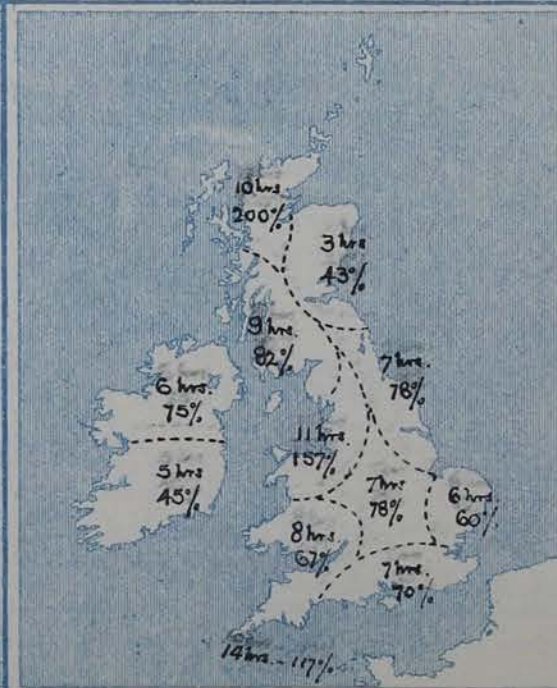 10 hrs
200%
3 hrs
43%
9 hrs.
82%
7 hrs.
78%
6 hrs.
75%
11 hrs.
157%
5 hrs
45%
7 hrs
78%
6 hrs
60%
8 hrs.
67%
7 hrs.
70%
14 hrs. - 117%